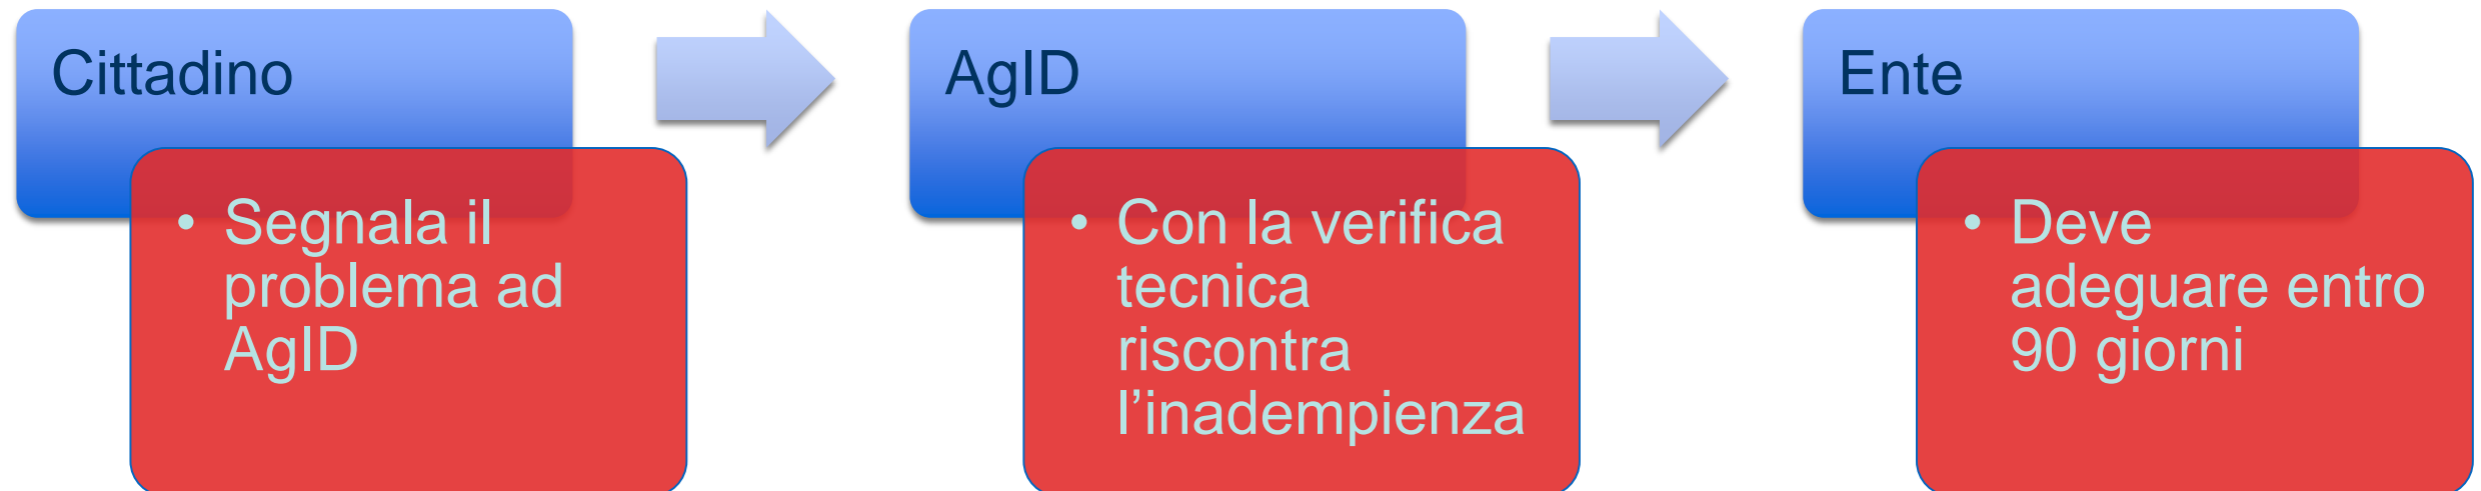 Cittadino
• Segnala il
problema ad
AgID
AgID
• Con la verifica
tecnica
riscontra
l’inadempienza
Ente
• Deve
adeguare entro
90 giorni